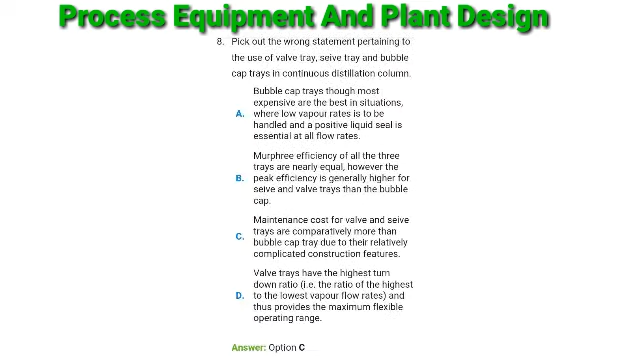 Process Equipment And Plant Design
8. Pick out the wrong statement pertaining to
the use of valve tray, seive tray and bubble
cap trays in continuous distillation column.
Bubble cap trays though most
expensive are the best in situations,
A. where low vapour rates is to be
handled and a positive liquid seal is
essential at all flow rates.
Murphree efficiency of all the three
trays are nearly equal, however the
B. peak efficiency is generally higher for
seive and valve trays than the bubble
cap.
Maintenance cost for valve and seive
trays are comparatively more than
C. bubble cap tray due to their relatively
complicated construction features.
Valve trays have the highest turn
down ratio (i.e. the ratio of the highest
D. to the lowest vapour flow rates) and
thus provides the maximum flexible
operating range.
Answer: Option C